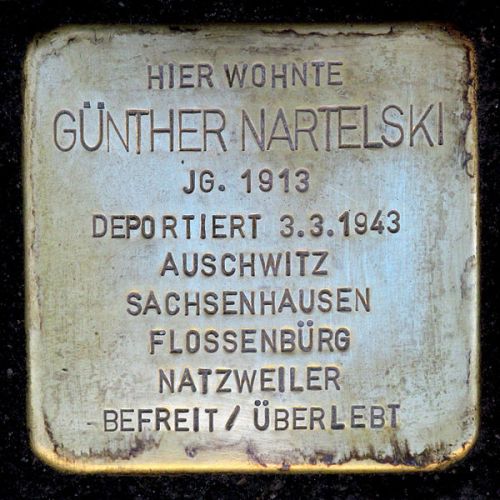 HIER WOHNTE
GÜNTHER NARTELSKI
JG. 1913
DEPORTIERT 3.3.1943
AUSCHWITZ
SACHSENHAUSEN
FLOSSENBÜRG
NATZWEILER
BEFREIT / ÜBERLEBT